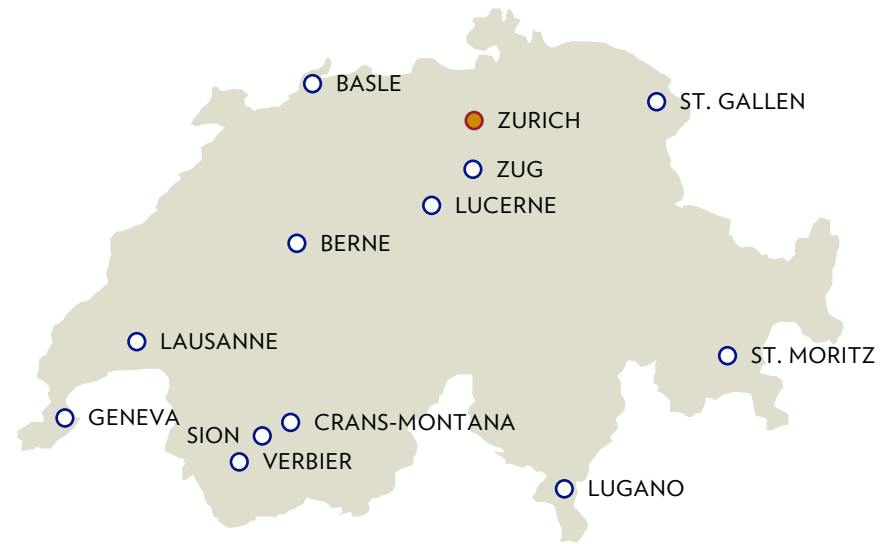 BASLE
ST. GALLEN
ZURICH
ZUG
LUCERNE
BERNE
LAUSANNE
ST. MORITZ
GENEVA
CRANS-MONTANA
SION
VERBIER
LUGANO